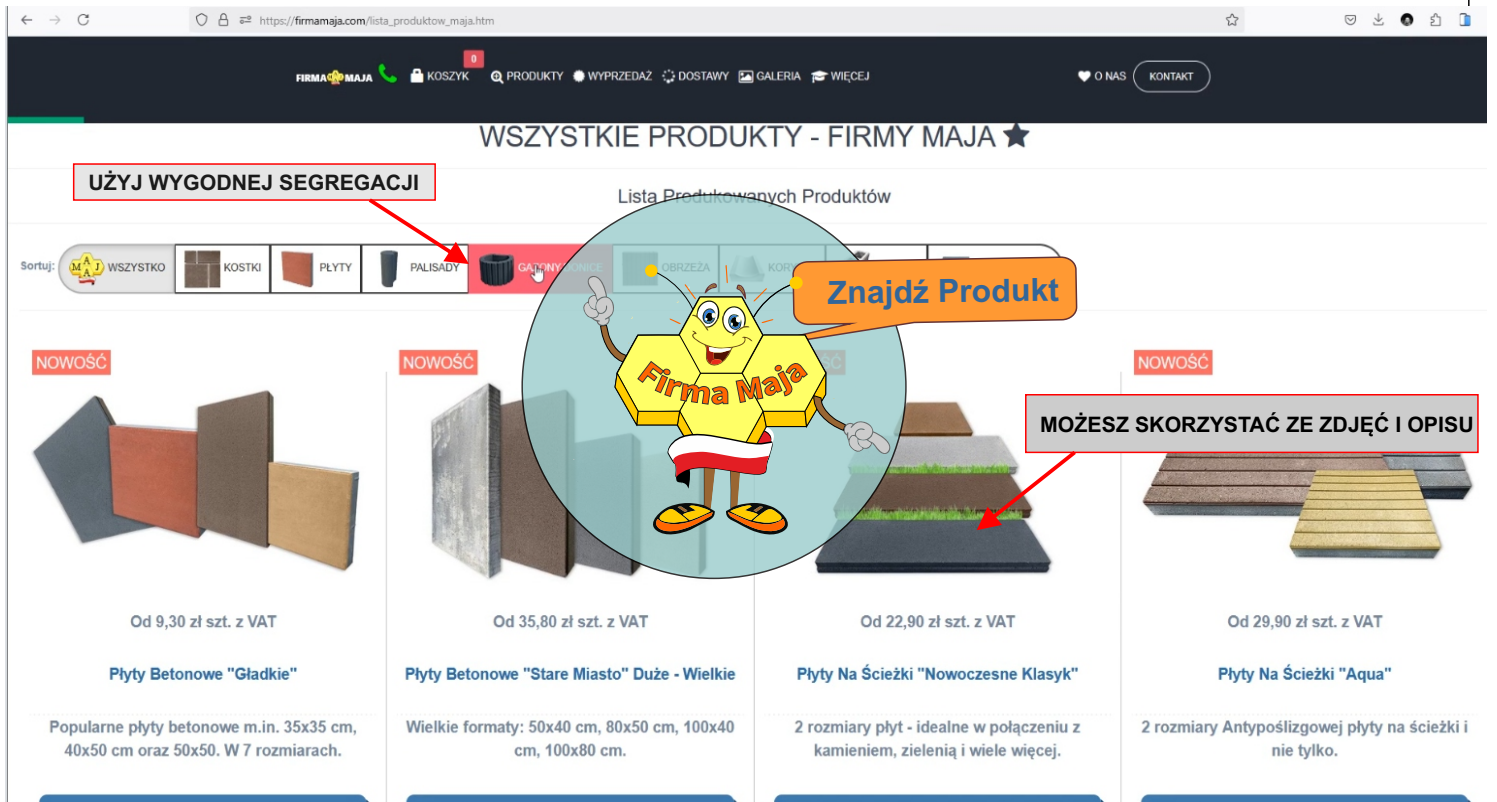 https://firmamaja.com/lista_produktow_maja.htm
FIRMA MAJA
0
KOSZYK
PRODUKTY
WYPRZEDAŻ
DOSTAWY
GALERIA
WIĘCEJ
O NAS
KONTAKT
WSZYSTKIE PRODUKTY - FIRMY MAJA
UŻYJ WYGODNEJ SEGREGACJI
Lista Produkowanych Produktów
Sortuj:
MAJA
WSZYSTKO
KOSTKI
PŁYTY
PALISADY
GAZONY DONICE
OBRZEŻA
Znajdź Produkt
Firma Maja
NOWOŚĆ
NOWOŚĆ
NOWOŚĆ
MOŻESZ SKORZYSTAĆ ZE ZDJĘĆ I OPISU
Od 9,30 zł szt. z VAT
Od 35,80 zł szt. z VAT
Od 22,90 zł szt. z VAT
Od 29,90 zł szt. z VAT
Płyty Betonowe "Gładkie"
Płyty Betonowe "Stare Miasto" Duże - Wielkie
Płyty Na Ścieżki "Nowoczesne Klasyk"
Płyty Na Ścieżki "Aqua"
Popularne płyty betonowe m.in. 35x35 cm,
40x50 cm oraz 50x50. W 7 rozmiarach.
Wielkie formaty: 50x40 cm, 80x50 cm, 100x40
cm, 100x80 cm.
2 rozmiary płyt - idealne w połączeniu z
kamieniem, zielenią i wiele więcej.
2 rozmiary Antypoślizgowej płyty na ścieżki i
nie tylko.